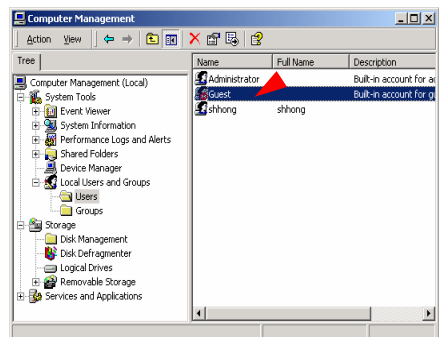 Computer Management
Action View
Tree
Name Full Name Description
Computer Management (Local)
System Tools
Event Viewer
System Information
Performance Logs and Alerts
Shared Folders
Device Manager
Local Users and Groups
Users
Groups
Storage
Disk Management
Disk Defragmenter
Logical Drives
Removable Storage
Services and Applications
Administrator Built-in account for
Guest Built-in account for
shhong shhong